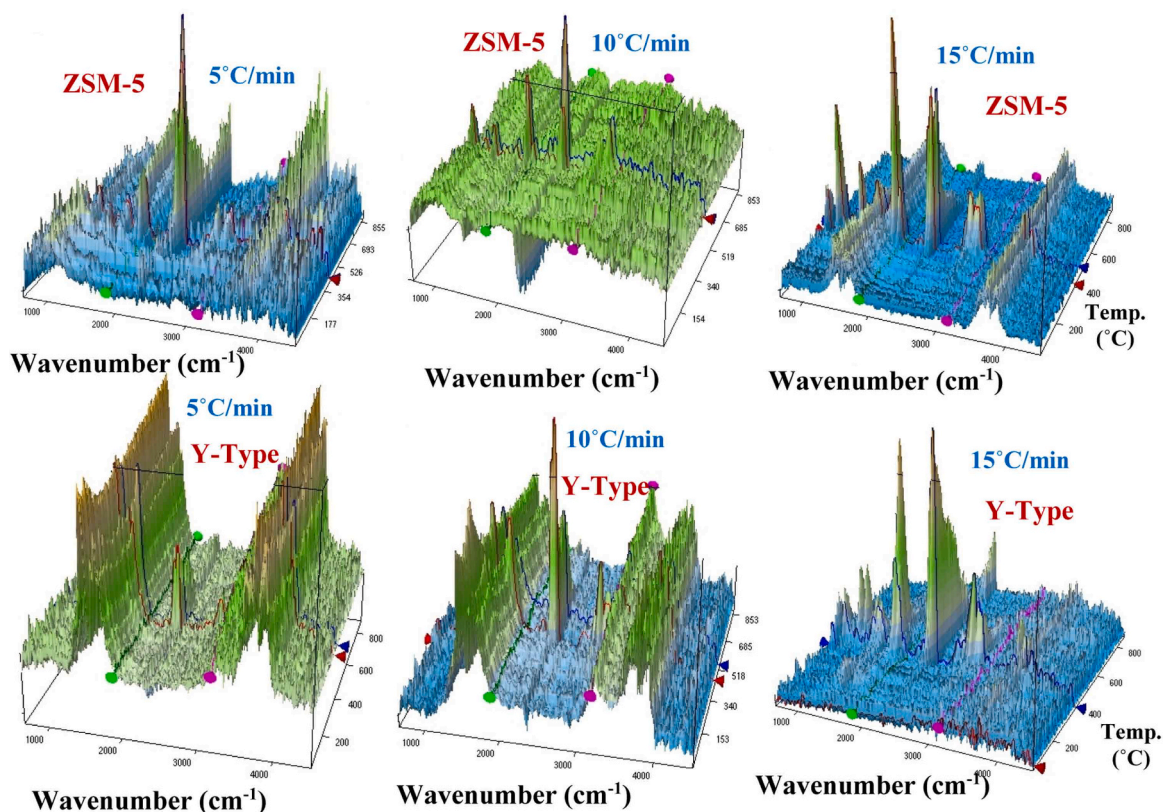 ZSM-5
5˚C/min
855
693
526
354
177
1000
2000
3000
4000
Wavenumber (cm-1)
ZSM-5
10˚C/min
853
685
519
340
154
1000
2000
3000
4000
Wavenumber (cm-1)
15˚C/min
ZSM-5
800
600
400
200
1000
2000
3000
4000
Temp.
(˚C)
Wavenumber (cm-1)
5˚C/min
Y-Type
800
600
400
200
1000
2000
3000
4000
Wavenumber (cm-1)
10˚C/min
Y-Type
853
685
518
340
153
1000
2000
3000
4000
Wavenumber (cm-1)
15˚C/min
Y-Type
800
600
400
200
1000
2000
3000
4000
Temp.
(˚C)
Wavenumber (cm-1)